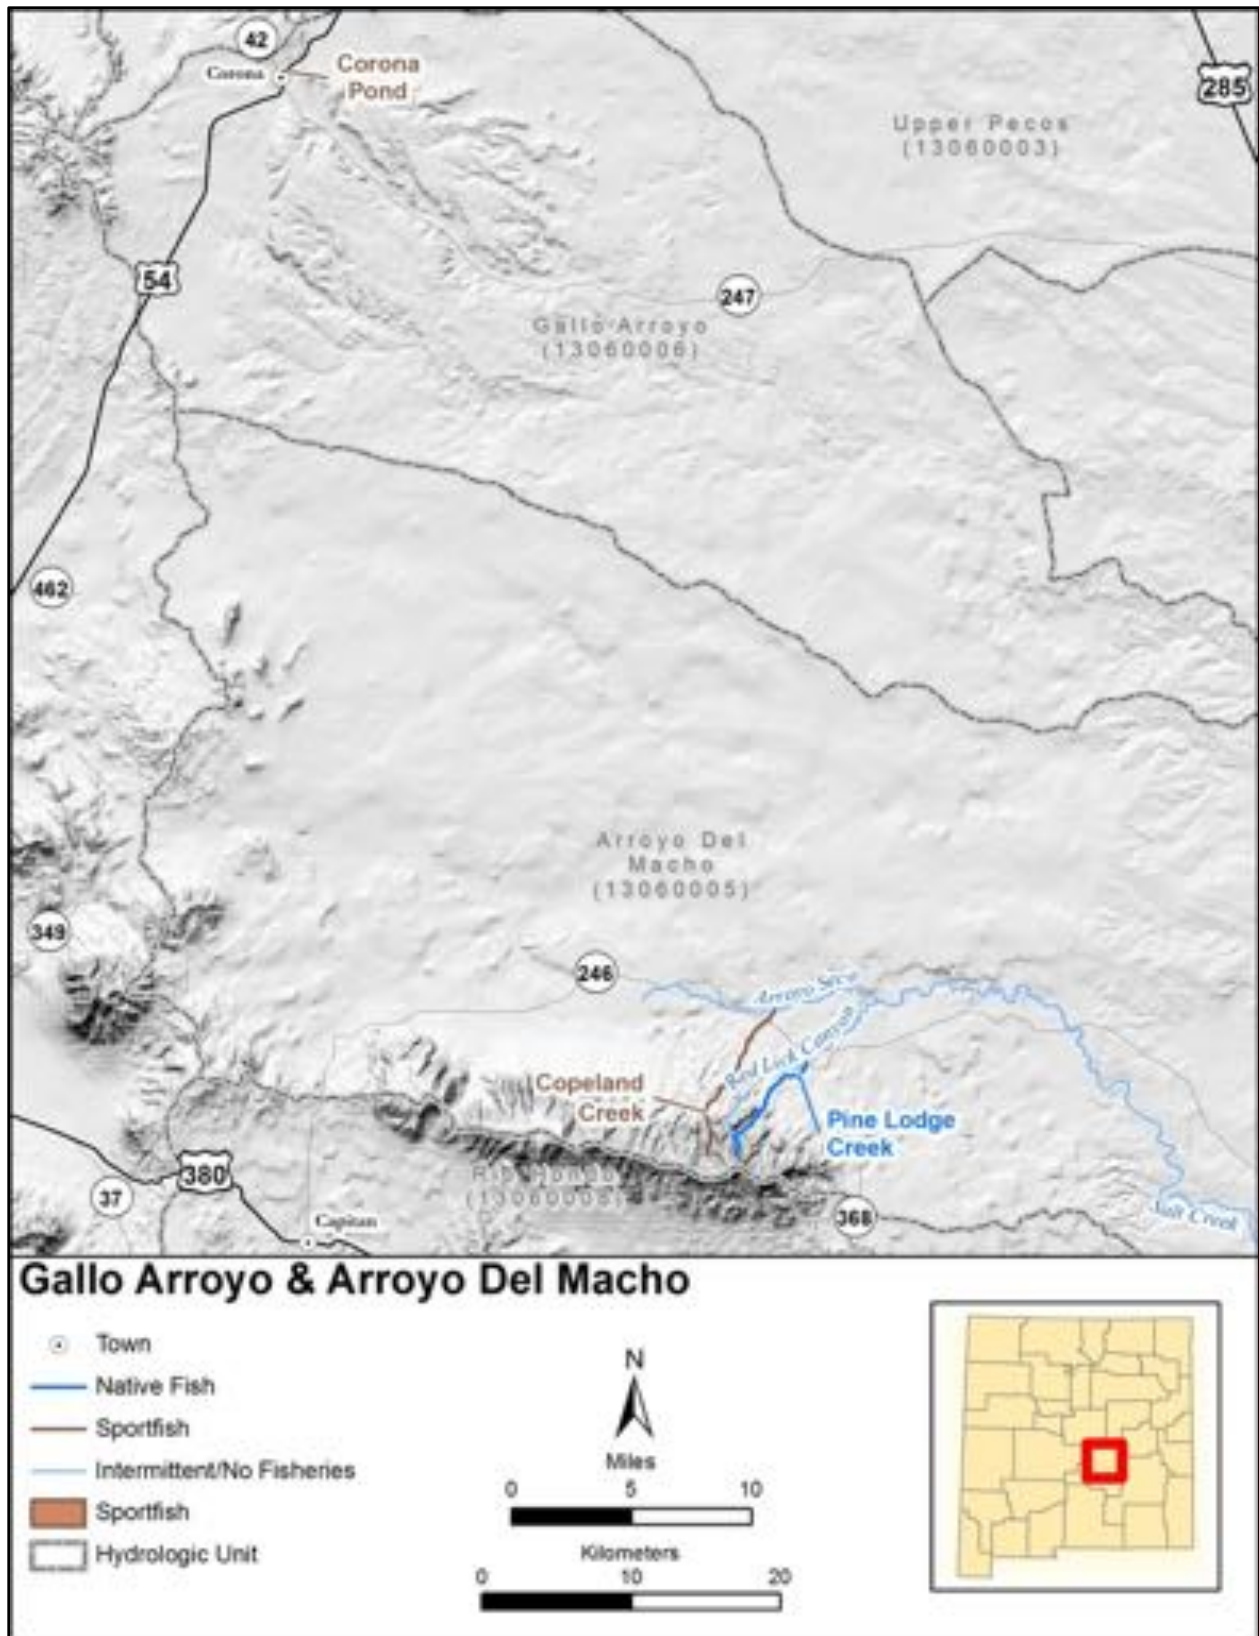 42
Corona
Corona
Pond
285
Upper Pecos
(13060003)
54
247
Gallo Arroyo
(13060006)
462
Arroyo Del
Macho
(13060005)
349
246
Arroyo Seco
Red Lick Canyon
Copeland
Creek
Pine Lodge
Creek
Rio Hondo
(13060008)
380
37
368
Salt Creek
Capitan
Gallo Arroyo & Arroyo Del Macho
Town
Native Fish
Sportfish
Intermittent/No Fisheries
Sportfish
Hydrologic Unit
N
Miles
0 5 10
Kilometers
0 10 20